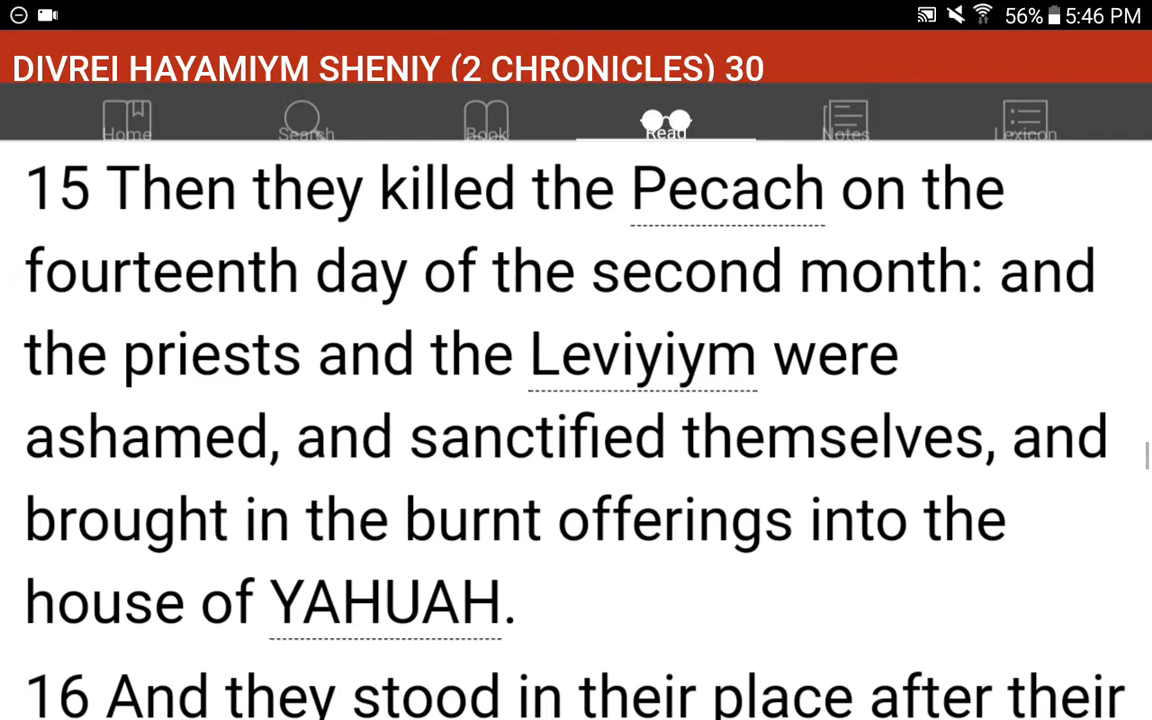 56% 5:46 PM
DIVREI HAYAMIYM SHENIY (2 CHRONICLES) 30
Home Search Book Read Notes Lexicon
15 Then they killed the Pecach on the
fourteenth day of the second month: and
the priests and the Leviyiym were
ashamed, and sanctified themselves, and
brought in the burnt offerings into the
house of YAHUAH.
16 And they stood in their place after their